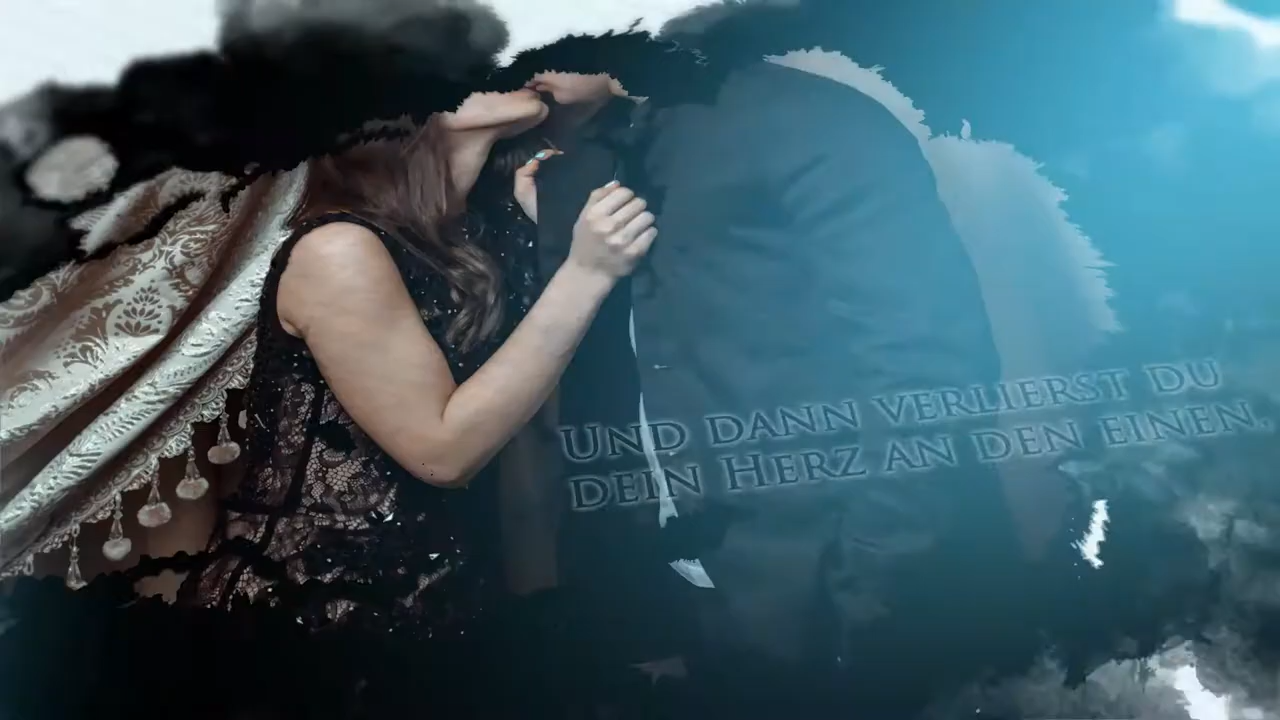 Und dann verlierst du
dein Herz an den einen,